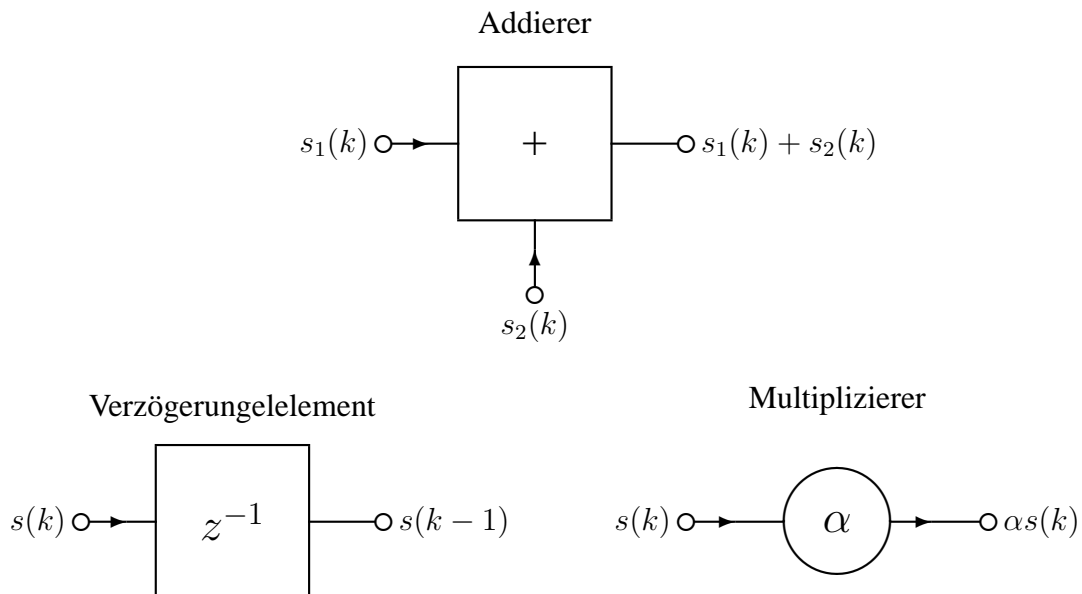 Addierer
s₁(k) + s₁(k) + s₂(k)
s₂(k)
Verzögerungelelement
Multiplizierer
s(k) z⁻¹ s(k − 1)
s(k) α αs(k)